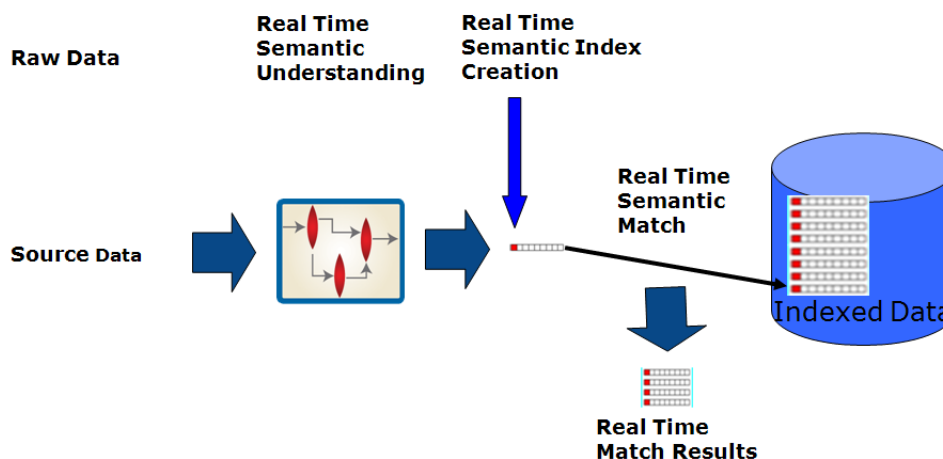 Raw Data
Real Time
Semantic
Understanding
Real Time
Semantic Index
Creation
Source Data
Real Time
Semantic
Match
Indexed Data
Real Time
Match Results